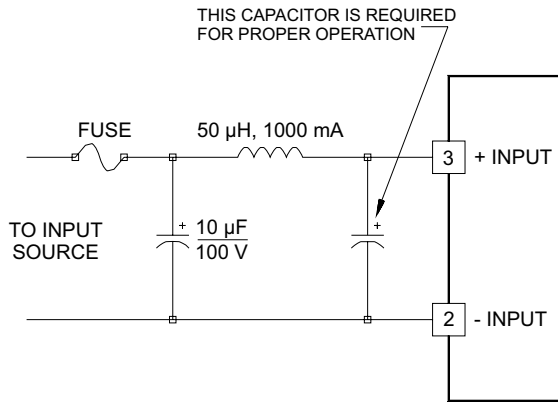 THIS CAPACITOR IS REQUIRED
FOR PROPER OPERATION
FUSE
50 µH, 1000 mA
3
+ INPUT
+
+
TO INPUT
SOURCE
10 µF
100 V
2
- INPUT